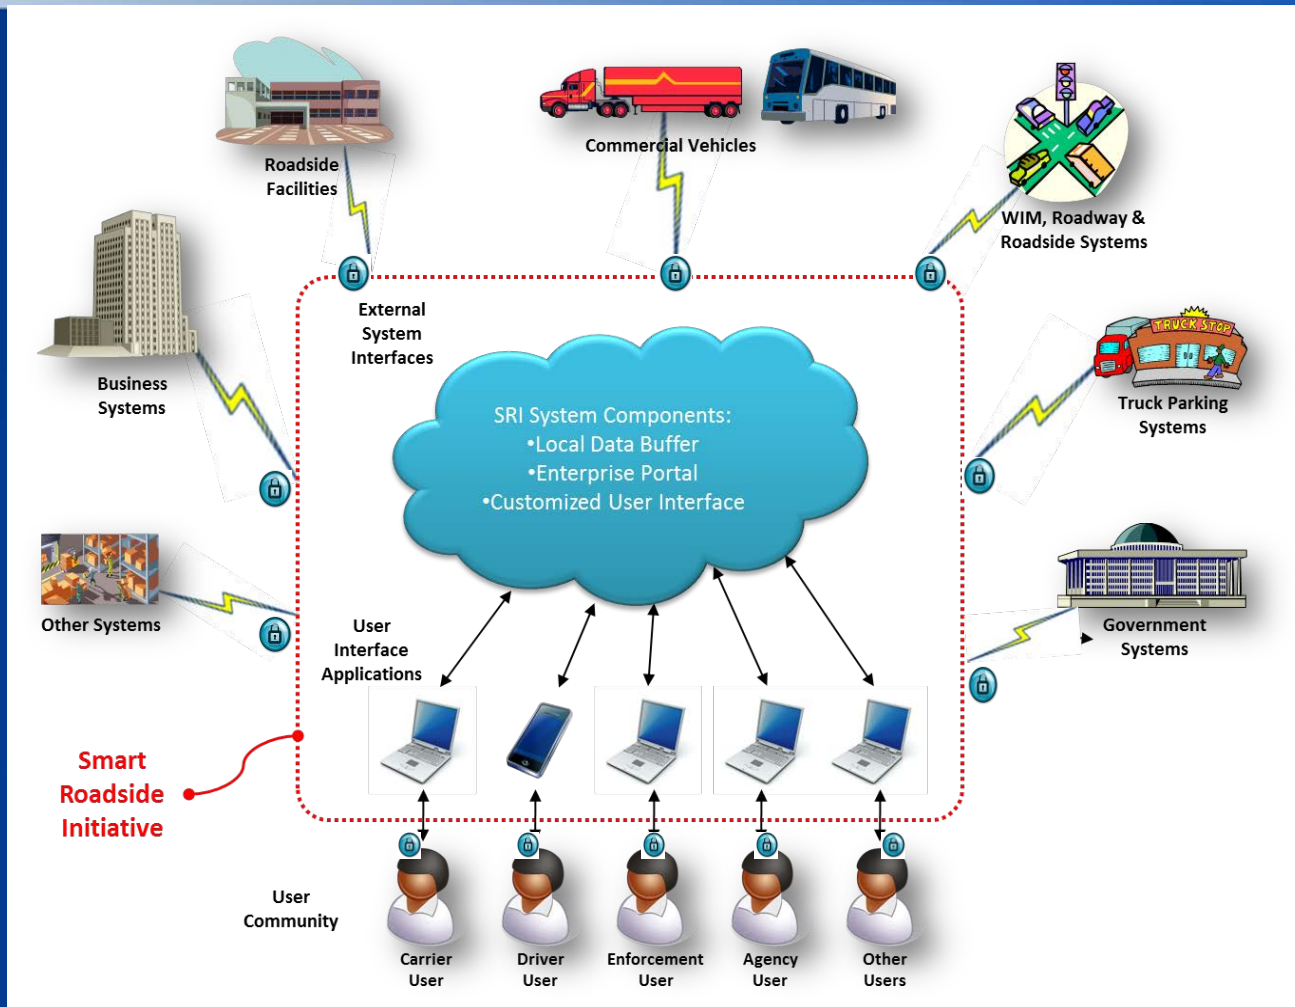 Roadside
Facilities
Commercial Vehicles
WIM, Roadway &
Roadside Systems
Business
Systems
External
System
Interfaces
TRUCK STOP
Truck Parking
Systems
SRI System Components:
•Local Data Buffer
•Enterprise Portal
•Customized User Interface
Other Systems
User
Interface
Applications
Government
Systems
Smart
Roadside
Initiative
User
Community
Carrier
User
Driver
User
Enforcement
User
Agency
User
Other
Users